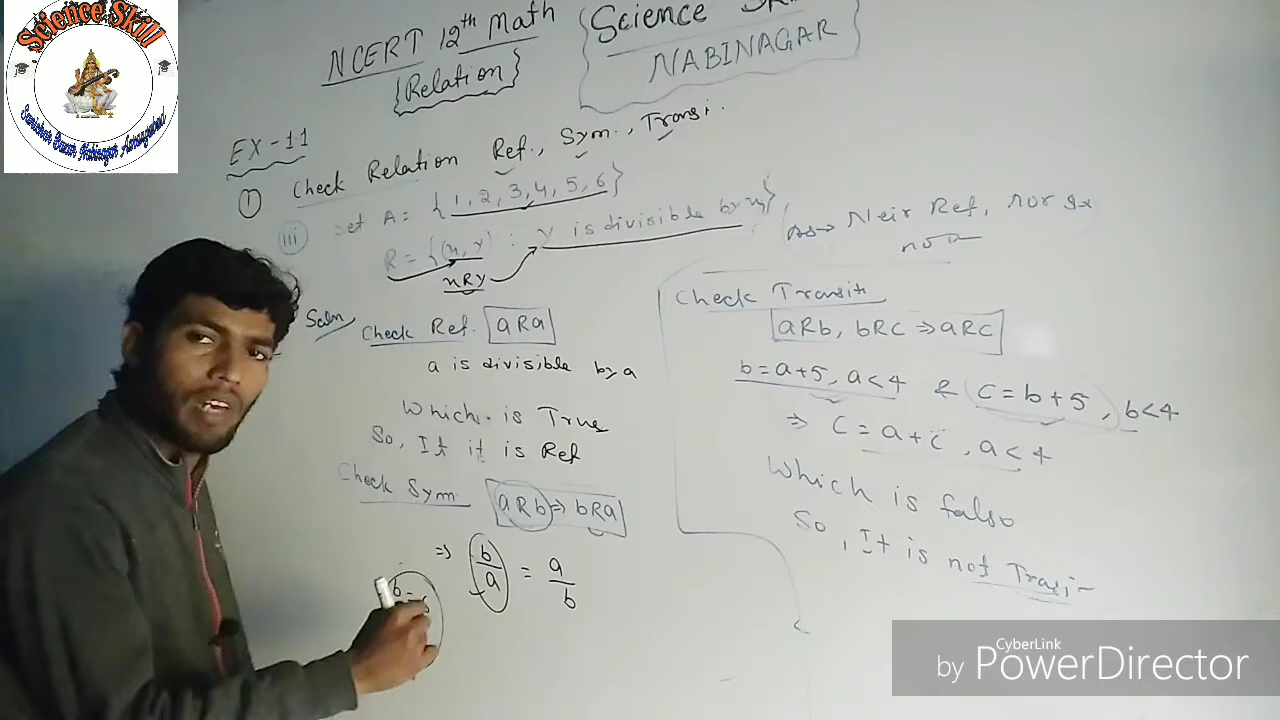 Science Skill
NCERT 12th Math
{Relation}
Science
NABINAGAR
EX-1.1
① Check Relation Ref., Sym., Transi.
iii Set A = {1, 2, 3, 4, 5, 6}
R = {(x, y) : y is divisible by x},
xRy
Neir Ref, nor
Soln
Check Ref. aRa
a is divisible by a
Which is True
So, It it is Ref
Check Sym aRb ⇒ bRa
⇒ b/a = a/b
Check Transiti
aRb, bRc ⇒ aRc
b = a+5, a<4 & c = b+5, b<4
⇒ c = a + c, a<4
Which is falso
So, It is not Transi
CyberLink
by PowerDirector